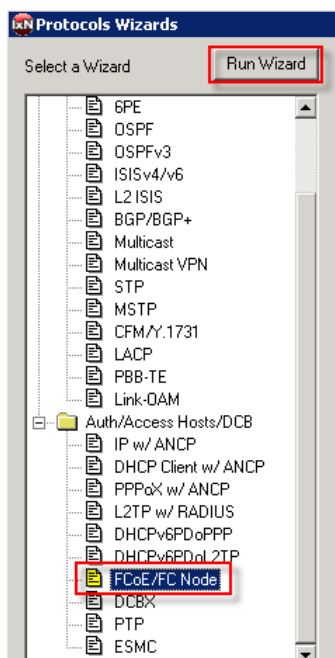 IxN Protocols Wizards
Select a Wizard Run Wizard
6PE
OSPF
OSPFv3
ISISv4/v6
L2 ISIS
BGP/BGP+
Multicast
Multicast VPN
STP
MSTP
CFM/Y.1731
LACP
PBB-TE
Link-OAM
Auth/Access Hosts/DCB
IP w/ ANCP
DHCP Client w/ ANCP
PPPoX w/ ANCP
L2TP w/ RADIUS
DHCPv6PDoPPP
DHCPv6PDoL2TP
FCoE/FC Node
DCBX
PTP
ESMC